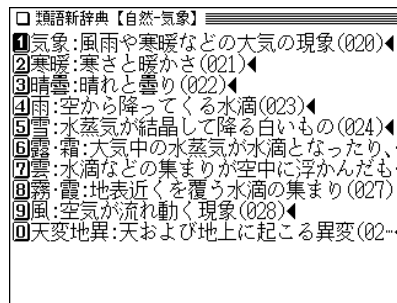 類語新辞典【自然-気象】
1気象:風雨や寒暖などの大気の現象(020)◀
2寒暖:寒さと暖かさ(021)◀
3晴曇:晴れと曇り(022)◀
4雨:空から降ってくる水滴(023)◀
5雪:水蒸気が結晶して降る白いもの(024)◀
6露・霜:大気中の水蒸気が水滴となったり、
7雲:水滴などの集まりが空中に浮かんだも
8霧・霞:地表近くを覆う水滴の集まり(027)
9風:空気が流れ動く現象(028)◀
0天変地異:天および地上に起こる異変(02…◀